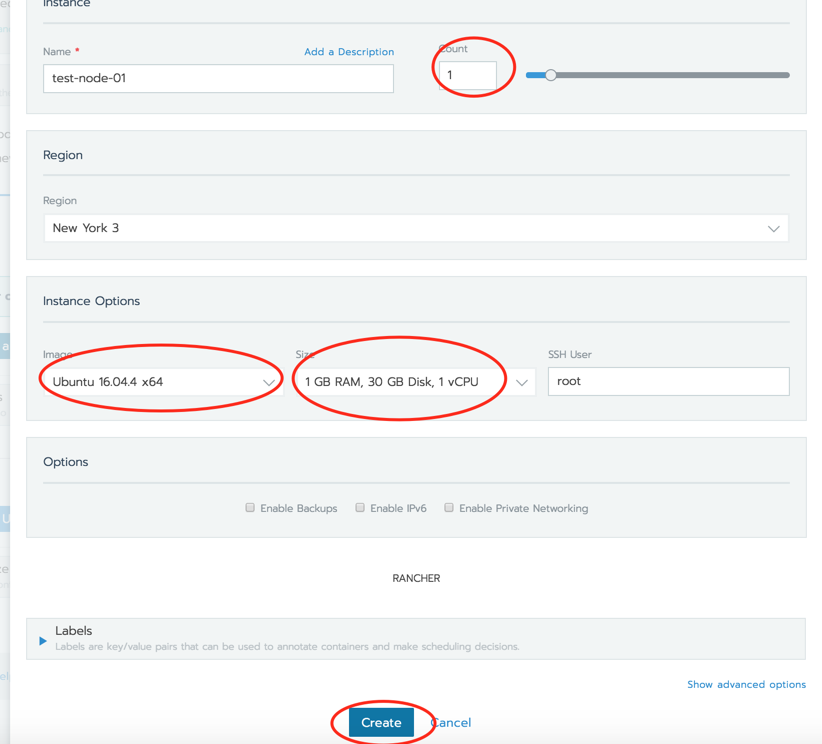 Instance
Name *
Add a Description
Count
test-node-01
1
Region
Region
New York 3
Instance Options
Image
Size
SSH User
Ubuntu 16.04.4 x64
1 GB RAM, 30 GB Disk, 1 vCPU
root
Options
Enable Backups
Enable IPv6
Enable Private Networking
RANCHER
Labels
Labels are key/value pairs that can be used to annotate containers and make scheduling decisions.
Show advanced options
Create
Cancel